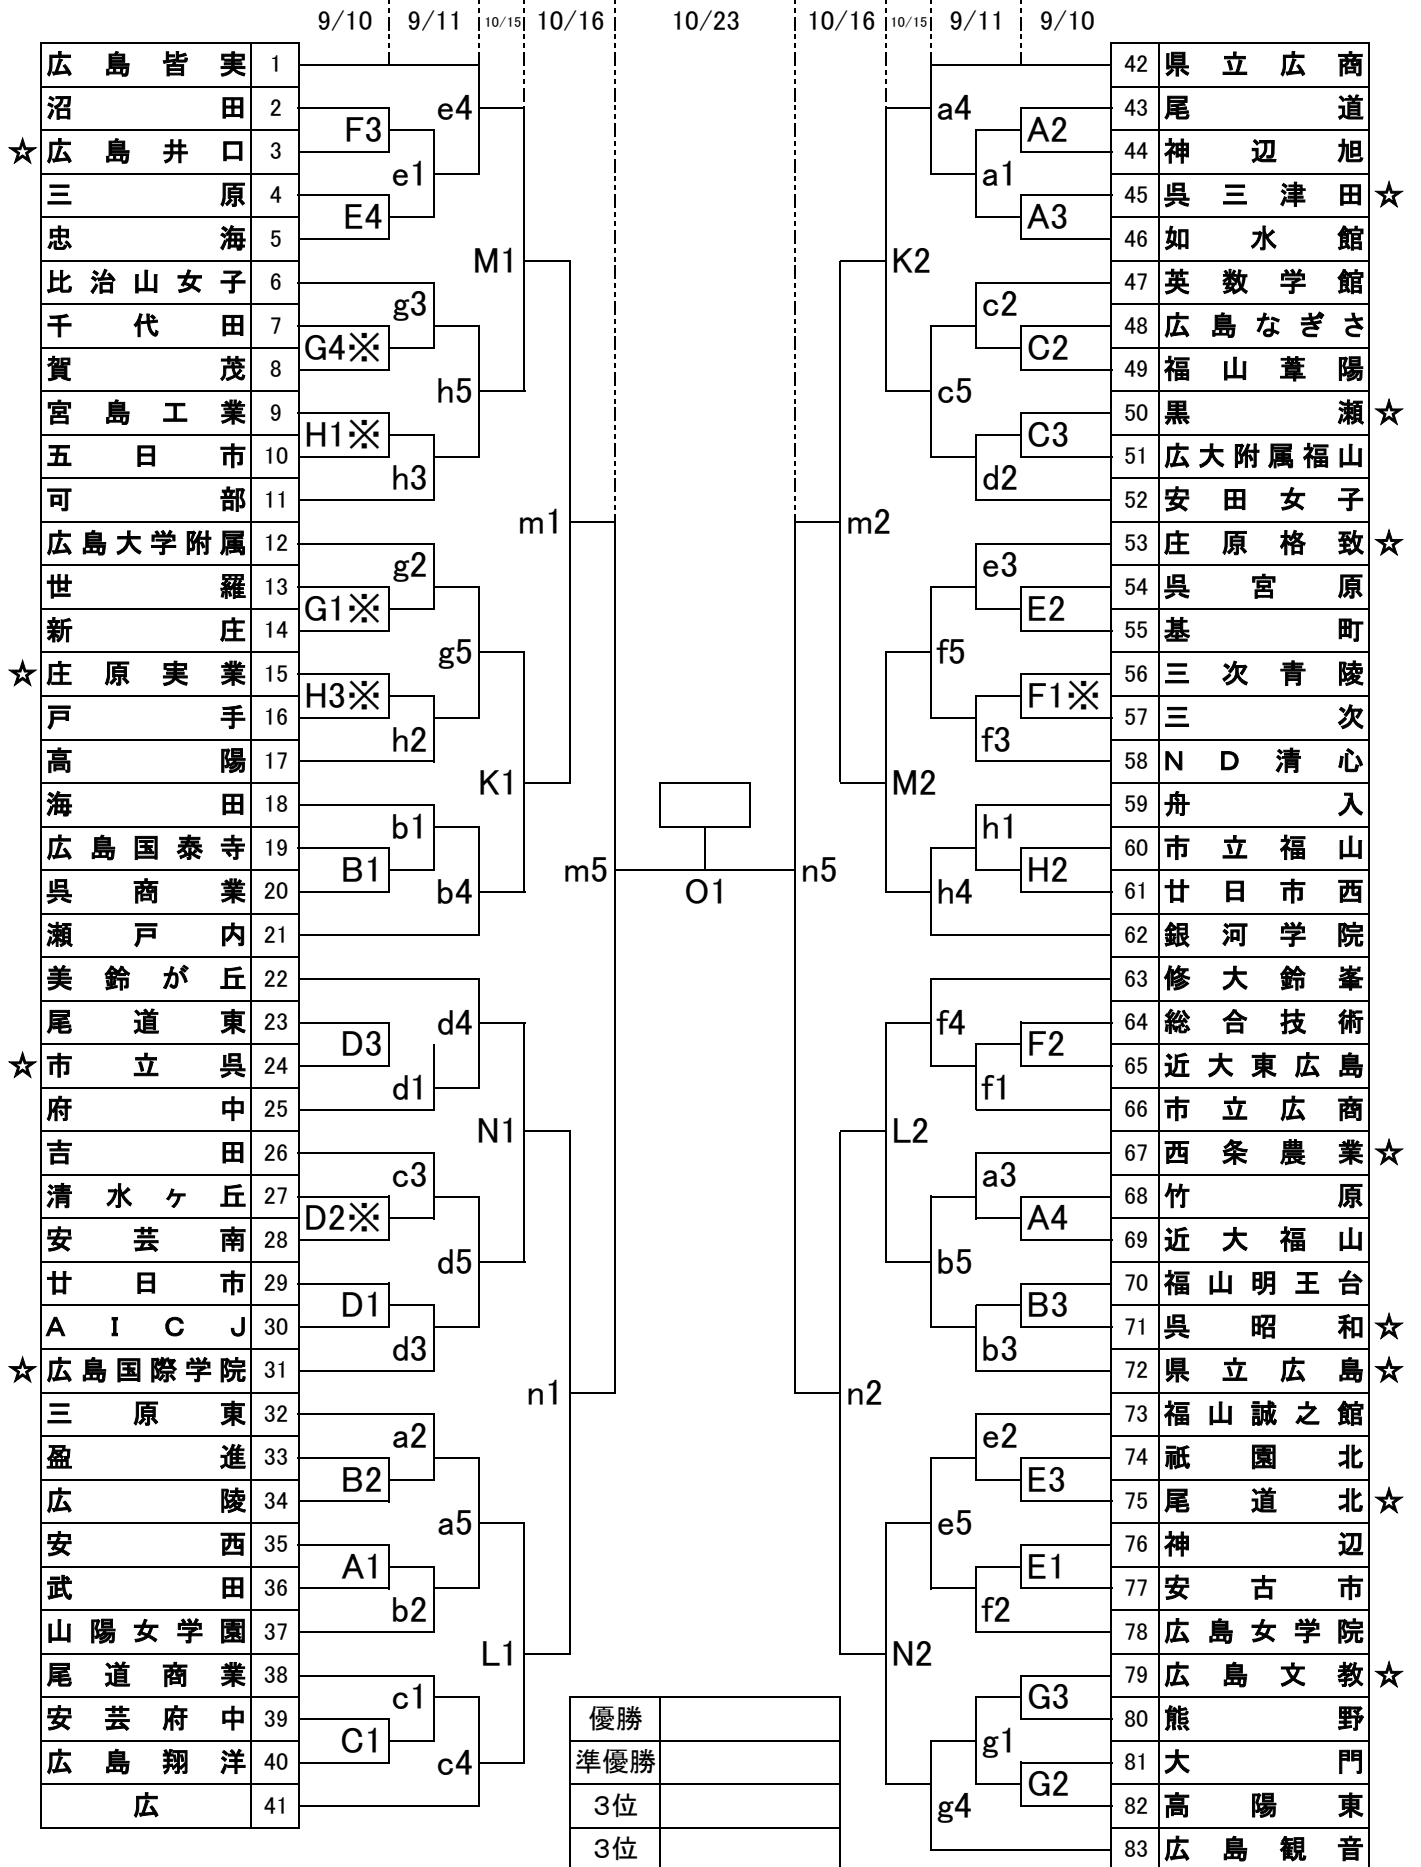 9/10 9/11 10/15 10/16 10/23 10/16 10/15 9/11 9/10
広島皆実 1 42 県立広商
沼田 2 e4 a4 43 尾道
F3 A2
☆ 広島井口 3 44 神辺旭
e1 a1
三原 4 45 呉三津田 ☆
E4 A3
忠海 5 46 如水館
M1 K2
比治山女子 6 47 英数学館
g3 c2
千代田 7 48 広島なぎさ
G4※ C2
賀茂 8 49 福山葦陽
h5 c5
宮島工業 9 50 黒瀬 ☆
H1※ C3
五日市 10 51 広大附属福山
h3 d2
可部 11 52 安田女子
m1 m2
広島大学附属 12 53 庄原格致 ☆
g2 e3
世羅 13 54 呉宮原
G1※ E2
新庄 14 55 基町
g5 f5
☆ 庄原実業 15 56 三次青陵
H3※ F1※
戸手 16 57 三次
h2 f3
高陽 17 58 ND清心
K1 M2
海田 18 59 舟入
b1 h1
広島国泰寺 19 60 市立福山
B1 m5 n5 H2
呉商業 20 b4 O1 h4 61 廿日市西
瀬戸内 21 62 銀河学院
美鈴が丘 22 63 修大鈴峯
尾道東 23 d4 f4 64 総合技術
D3 F2
☆ 市立呉 24 65 近大東広島
d1 f1
府中 25 66 市立広商
N1 L2
吉田 26 67 西条農業 ☆
c3 a3
清水ヶ丘 27 68 竹原
D2※ A4
安芸南 28 69 近大福山
d5 b5
廿日市 29 70 福山明王台
D1 B3
AICJ 30 71 呉昭和 ☆
d3 b3
☆ 広島国際学院 31 72 県立広島 ☆
n1 n2
三原東 32 73 福山誠之館
a2 e2
盈進 33 74 祇園北
B2 E3
広陵 34 75 尾道北 ☆
a5 e5
安西 35 76 神辺
A1 E1
武田 36 77 安古市
b2 f2
山陽女学園 37 78 広島女学院
L1 N2
尾道商業 38 79 広島文教 ☆
c1 G3
安芸府中 39 優勝 80 熊野
C1 g1
広島翔洋 40 c4 準優勝 81 大門
G2
広 41 3位 g4 82 高陽東
3位 83 広島観音